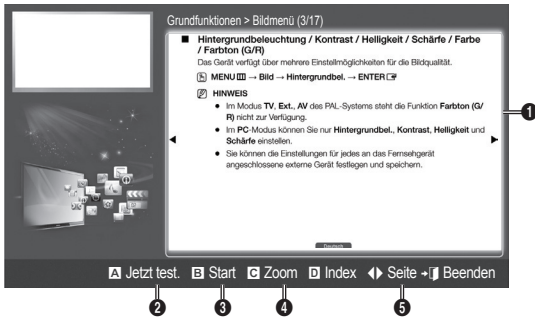 Grundfunktionen > Bildmenü (3/17)
■ Hintergrundbeleuchtung / Kontrast / Helligkeit / Schärfe / Farbe
/ Farbton (G/R)
Das Gerät verfügt über mehrere Einstellmöglichkeiten für die Bildqualität.
MENU → Bild → Hintergrundbel. → ENTER
HINWEIS
● Im Modus TV, Ext., AV des PAL-Systems steht die Funktion Farbton (G/
R) nicht zur Verfügung.
● Im PC-Modus können Sie nur Hintergrundbel., Kontrast, Helligkeit und
Schärfe einstellen.
● Sie können die Einstellungen für jedes an das Fernsehgerät
angeschlossene externe Gerät festlegen und speichern.
1
Deutsch
A Jetzt test. B Start C Zoom D Index ◀▶ Seite Beenden
2 3 4 5